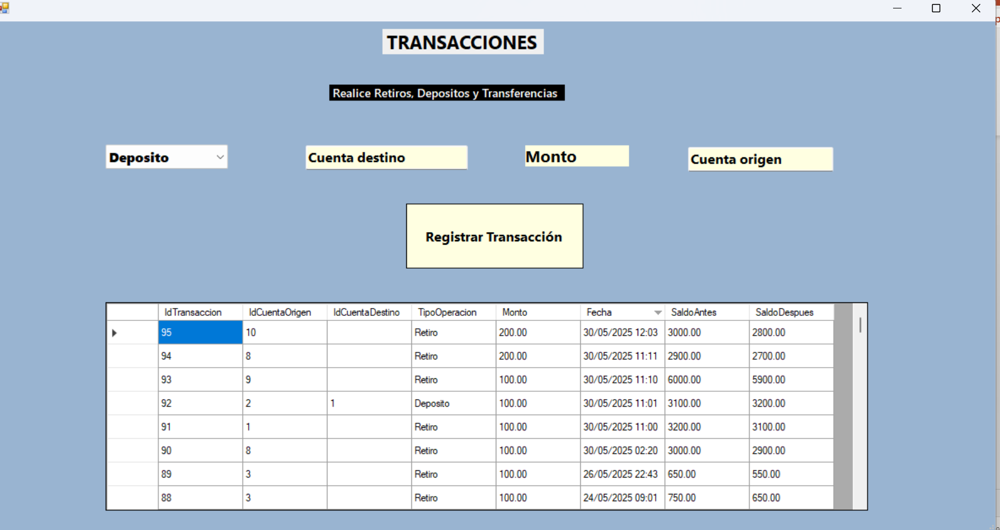 TRANSACCIONES
Realice Retiros, Depositos y Transferencias
Deposito Cuenta destino Monto Cuenta origen
Registrar Transacción
IdTransaccion IdCuentaOrigen IdCuentaDestino TipoOperacion Monto Fecha SaldoAntes SaldoDespues
95 10 Retiro 200.00 30/05/2025 12:03 3000.00 2800.00
94 8 Retiro 200.00 30/05/2025 11:11 2900.00 2700.00
93 9 Retiro 100.00 30/05/2025 11:10 6000.00 5900.00
92 2 1 Deposito 100.00 30/05/2025 11:01 3100.00 3200.00
91 1 Retiro 100.00 30/05/2025 11:00 3200.00 3100.00
90 8 Retiro 100.00 30/05/2025 02:20 3000.00 2900.00
89 3 Retiro 100.00 26/05/2025 22:43 650.00 550.00
88 3 Retiro 100.00 24/05/2025 09:01 750.00 650.00